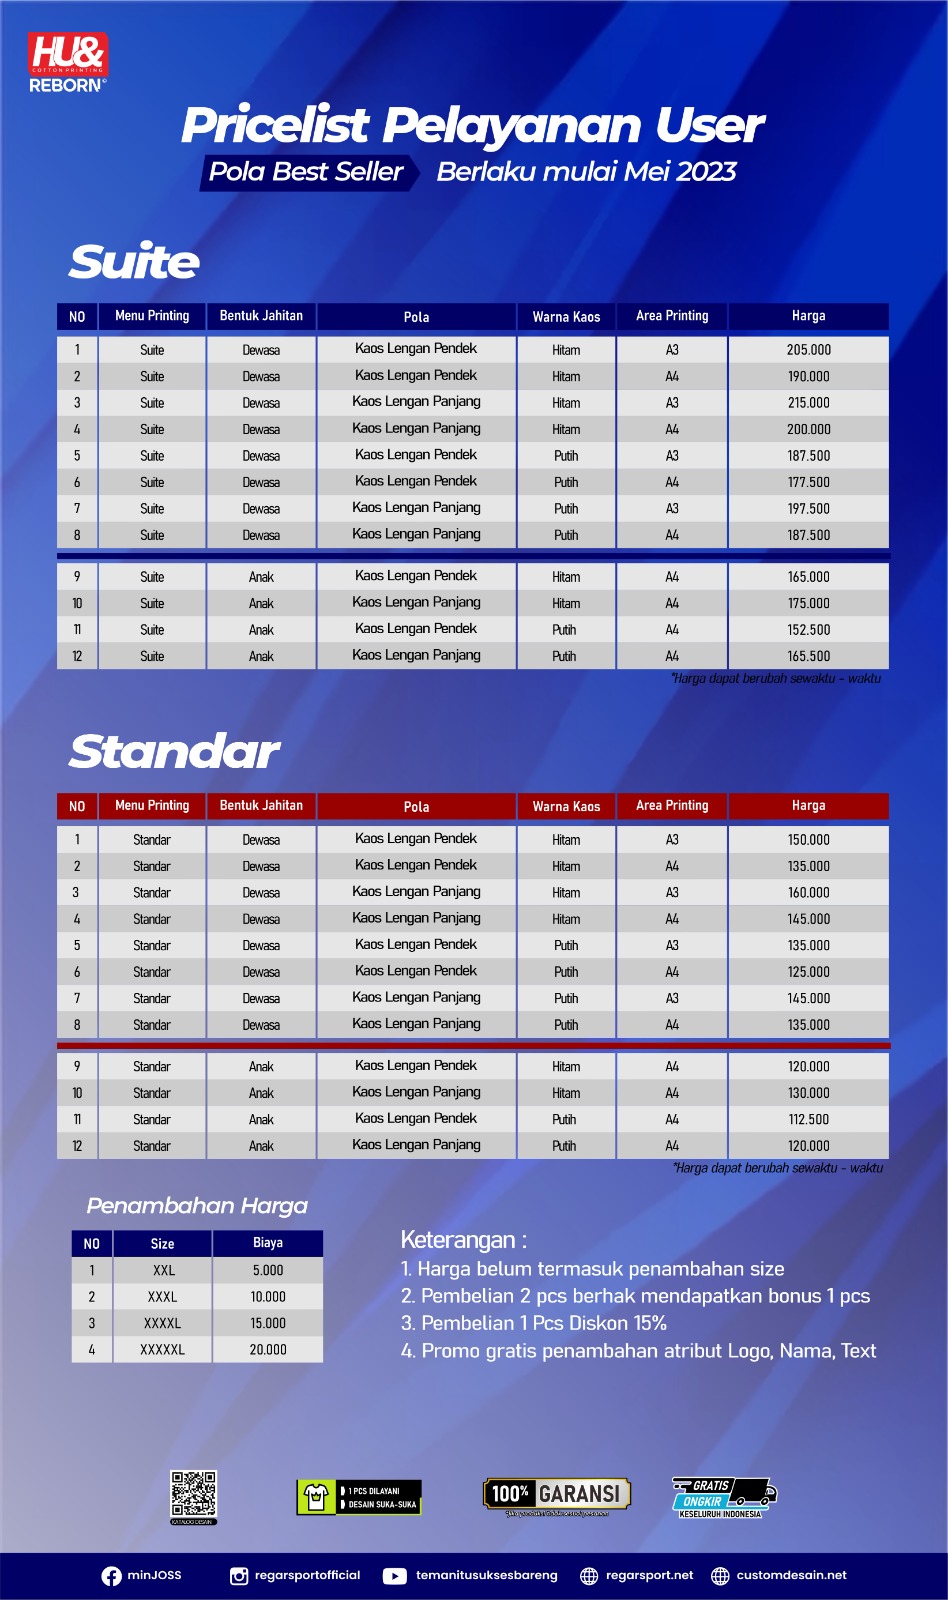 HU&
COTTON PRINTING
REBORN
Pricelist Pelayanan User
Pola Best Seller Berlaku mulai Mei 2023
Suite
NO Menu Printing Bentuk Jahitan Pola Warna Kaos Area Printing Harga
1 Suite Dewasa Kaos Lengan Pendek Hitam A3 205.000
2 Suite Dewasa Kaos Lengan Pendek Hitam A4 190.000
3 Suite Dewasa Kaos Lengan Panjang Hitam A3 215.000
4 Suite Dewasa Kaos Lengan Panjang Hitam A4 200.000
5 Suite Dewasa Kaos Lengan Pendek Putih A3 187.500
6 Suite Dewasa Kaos Lengan Pendek Putih A4 177.500
7 Suite Dewasa Kaos Lengan Panjang Putih A3 197.500
8 Suite Dewasa Kaos Lengan Panjang Putih A4 187.500
9 Suite Anak Kaos Lengan Pendek Hitam A4 165.000
10 Suite Anak Kaos Lengan Panjang Hitam A4 175.000
11 Suite Anak Kaos Lengan Pendek Putih A4 152.500
12 Suite Anak Kaos Lengan Panjang Putih A4 165.500
*Harga dapat berubah sewaktu - waktu
Standar
NO Menu Printing Bentuk Jahitan Pola Warna Kaos Area Printing Harga
1 Standar Dewasa Kaos Lengan Pendek Hitam A3 150.000
2 Standar Dewasa Kaos Lengan Pendek Hitam A4 135.000
3 Standar Dewasa Kaos Lengan Panjang Hitam A3 160.000
4 Standar Dewasa Kaos Lengan Panjang Hitam A4 145.000
5 Standar Dewasa Kaos Lengan Pendek Putih A3 135.000
6 Standar Dewasa Kaos Lengan Pendek Putih A4 125.000
7 Standar Dewasa Kaos Lengan Panjang Putih A3 145.000
8 Standar Dewasa Kaos Lengan Panjang Putih A4 135.000
9 Standar Anak Kaos Lengan Pendek Hitam A4 120.000
10 Standar Anak Kaos Lengan Panjang Hitam A4 130.000
11 Standar Anak Kaos Lengan Pendek Putih A4 112.500
12 Standar Anak Kaos Lengan Panjang Putih A4 120.000
*Harga dapat berubah sewaktu - waktu
Penambahan Harga
NO Size Biaya
1 XXL 5.000
2 XXXL 10.000
3 XXXXL 15.000
4 XXXXXL 20.000
Keterangan :
1. Harga belum termasuk penambahan size
2. Pembelian 2 pcs berhak mendapatkan bonus 1 pcs
3. Pembelian 1 Pcs Diskon 15%
4. Promo gratis penambahan atribut Logo, Nama, Text
KATALOG DESAIN
1 PCS DILAYANI
DESAIN SUKA-SUKA
100% GARANSI
GRATIS
ONGKIR
KESELURUH INDONESIA
minJOSS regarsportofficial temanitusuksesbareng regarsport.net customdesain.net